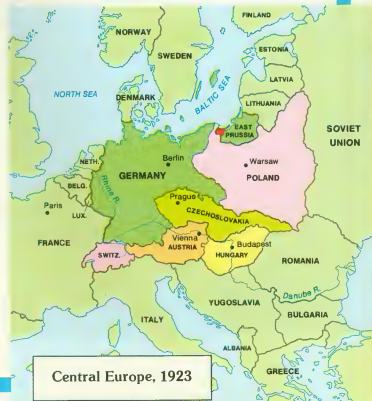 FINLAND
NORWAY
SWEDEN
ESTONIA
LATVIA
NORTH SEA
DENMARK
BALTIC SEA
LITHUANIA
EAST
PRUSSIA
SOVIET
UNION
NETH.
Berlin
GERMANY
Warsaw
POLAND
BELG.
Rhine R.
Paris
LUX.
Prague
CZECHOSLOVAKIA
FRANCE
Vienna
AUSTRIA
Budapest
HUNGARY
SWITZ.
ROMANIA
Danube R.
YUGOSLAVIA
ITALY
BULGARIA
ALBANIA
GREECE
Central Europe, 1923